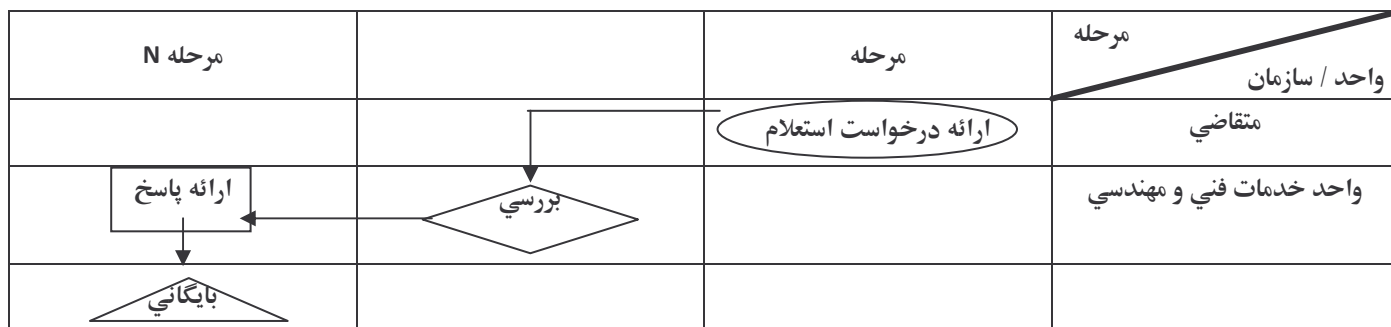 مرحله
واحد / سازمان
مرحله
مرحله N
متقاضي
ارائه درخواست استعلام
واحد خدمات فني و مهندسي
بررسي
ارائه پاسخ
بايگاني